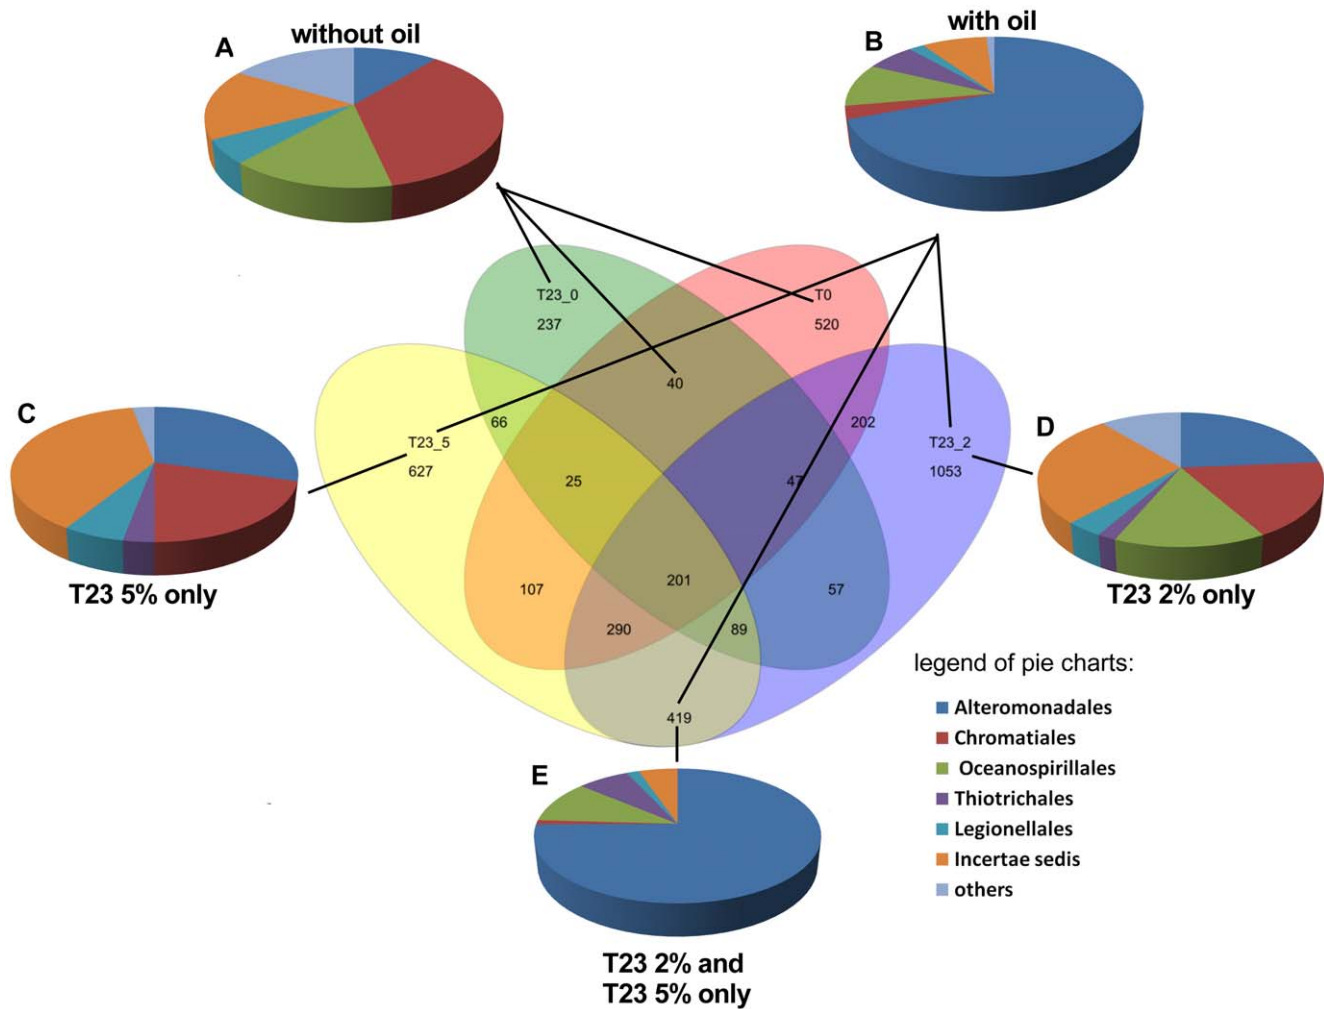 A
without oil
B
with oil
T23_0
237
T0
520
40
C
66
T23_5
627
202
T23_2
1053
D
25
47
T23 5% only
107
201
57
T23 2% only
290
89
legend of pie charts:
Alteromonadales
Chromatiales
Oceanospirillales
Thiotrichales
Legionellales
Incertae sedis
others
419
E
T23 2% and
T23 5% only